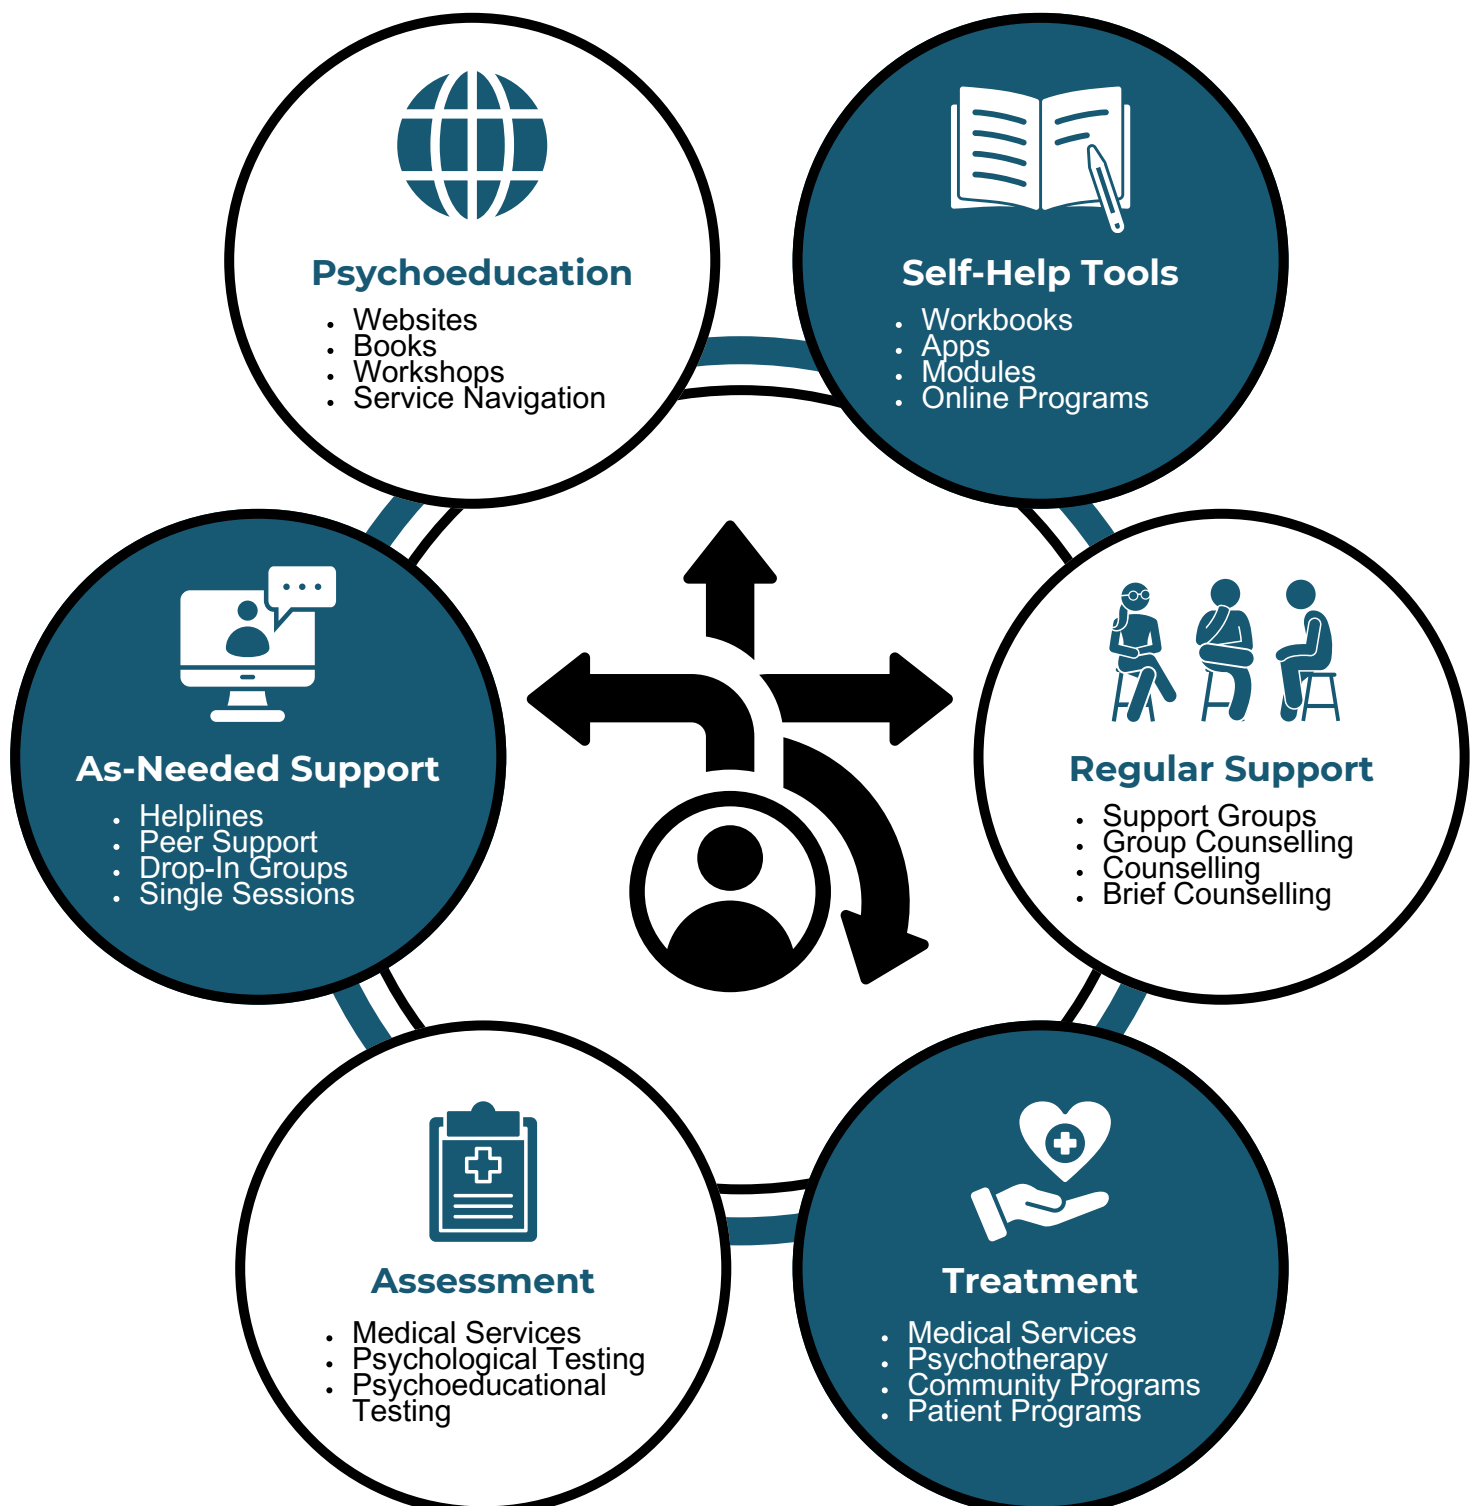 Psychoeducation
Websites
Books
Workshops
Service Navigation
Self-Help Tools
Workbooks
Apps
Modules
Online Programs
As-Needed Support
Helplines
Peer Support
Drop-In Groups
Single Sessions
Regular Support
Support Groups
Group Counselling
Counselling
Brief Counselling
Assessment
Medical Services
Psychological Testing
Psychoeducational
Testing
Treatment
Medical Services
Psychotherapy
Community Programs
Patient Programs